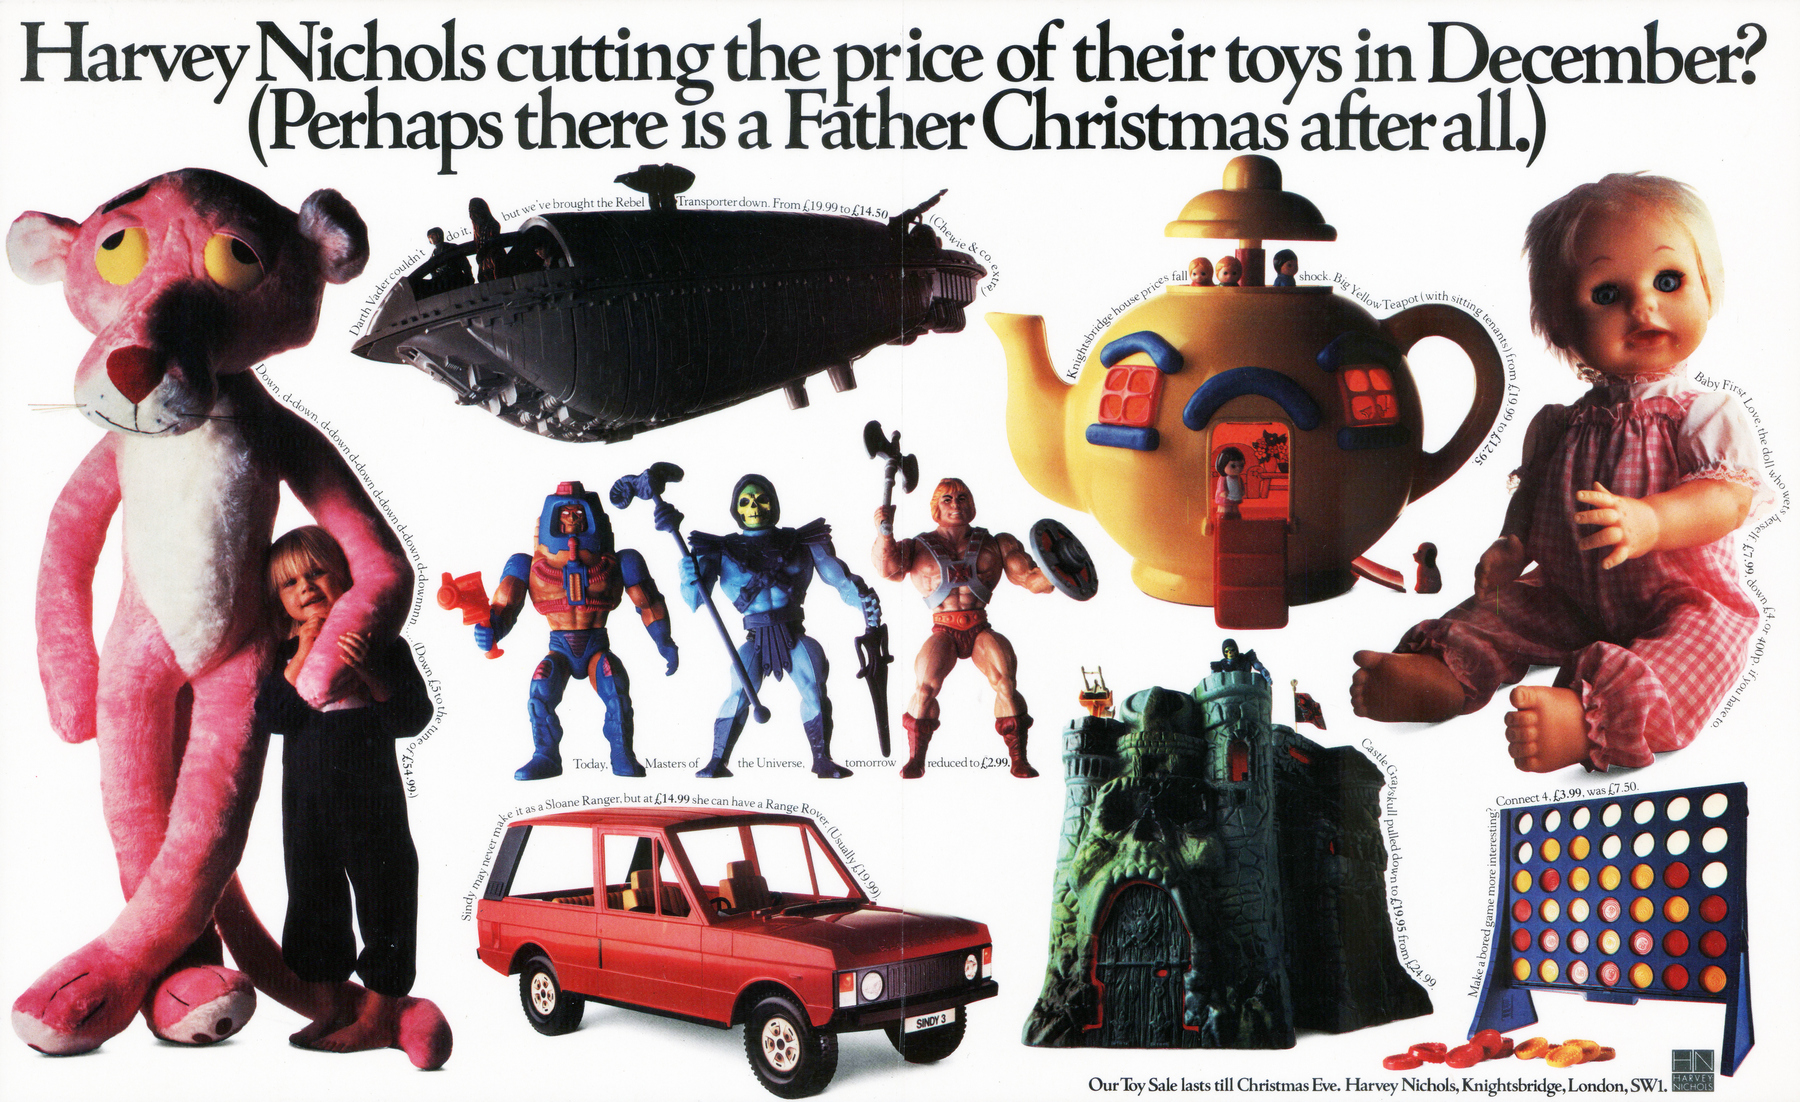 Harvey Nichols cutting the price of their toys in December?
(Perhaps there is a Father Christmas after all.)
Darth Vader couldn't do it, but we've brought the Rebel Transporter down. From £19.99 to £14.50 (Chewie & co. extra)
Knightsbridge house prices fall shock. Big Yellow Teapot (with sitting tenants) from £19.99 to £12.95.
Baby First Love, the doll who wets herself. £7.99, down £4, or 400p, if you have to.
Down, d-down, d-down d-down d-down d-down d-down d-downnnn...... (Down £5 to the tune of £54.99.)
Today, Masters of the Universe, tomorrow reduced to £2.99.
Sindy may never make it as a Sloane Ranger, but at £14.99 she can have a Range Rover. (Usually £19.99)
SINDY 3
Castle Grayskull pulled down to £19.95 from £24.99.
Make a bored game more interesting? Connect 4, £3.99, was £7.50.
Our Toy Sale lasts till Christmas Eve. Harvey Nichols, Knightsbridge, London, SW1.
HN
HARVEY
NICHOLS